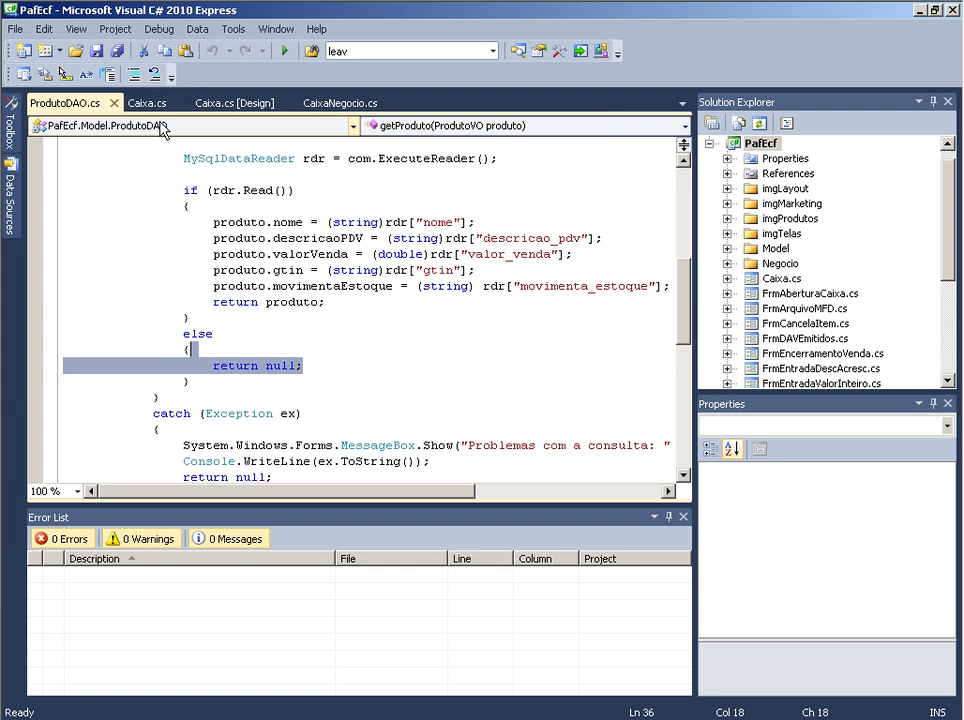 PafEcf - Microsoft Visual C# 2010 Express
File Edit View Project Debug Data Tools Window Help
leav
ProdutoDAO.cs Caixa.cs Caixa.cs [Design] CaixaNegocio.cs
PafEcf.Model.ProdutoDAO getProduto(ProdutoVO produto)
Toolbox
Data Sources
MySqlDataReader rdr = com.ExecuteReader();
if (rdr.Read())
{
produto.nome = (string)rdr["nome"];
produto.descricaoPDV = (string)rdr["descricao_pdv"];
produto.valorVenda = (double)rdr["valor_venda"];
produto.gtin = (string)rdr["gtin"];
produto.movimentaEstoque = (string) rdr["movimenta_estoque"];
return produto;
}
else
{
return null;
}
}
catch (Exception ex)
{
System.Windows.Forms.MessageBox.Show("Problemas com a consulta: "
Console.WriteLine(ex.ToString());
return null;
100 %
Solution Explorer
PafEcf
Properties
References
imgLayout
imgMarketing
imgProdutos
imgTelas
Model
Negocio
Caixa.cs
FrmAberturaCaixa.cs
FrmArquivoMFD.cs
FrmCancelaItem.cs
FrmDAVEmitidos.cs
FrmEncerramentoVenda.cs
FrmEntradaDescAcresc.cs
FrmEntradaValorInteiro.cs
Properties
Error List
0 Errors 0 Warnings 0 Messages
Description File Line Column Project
Ready Ln 36 Col 18 Ch 18 INS